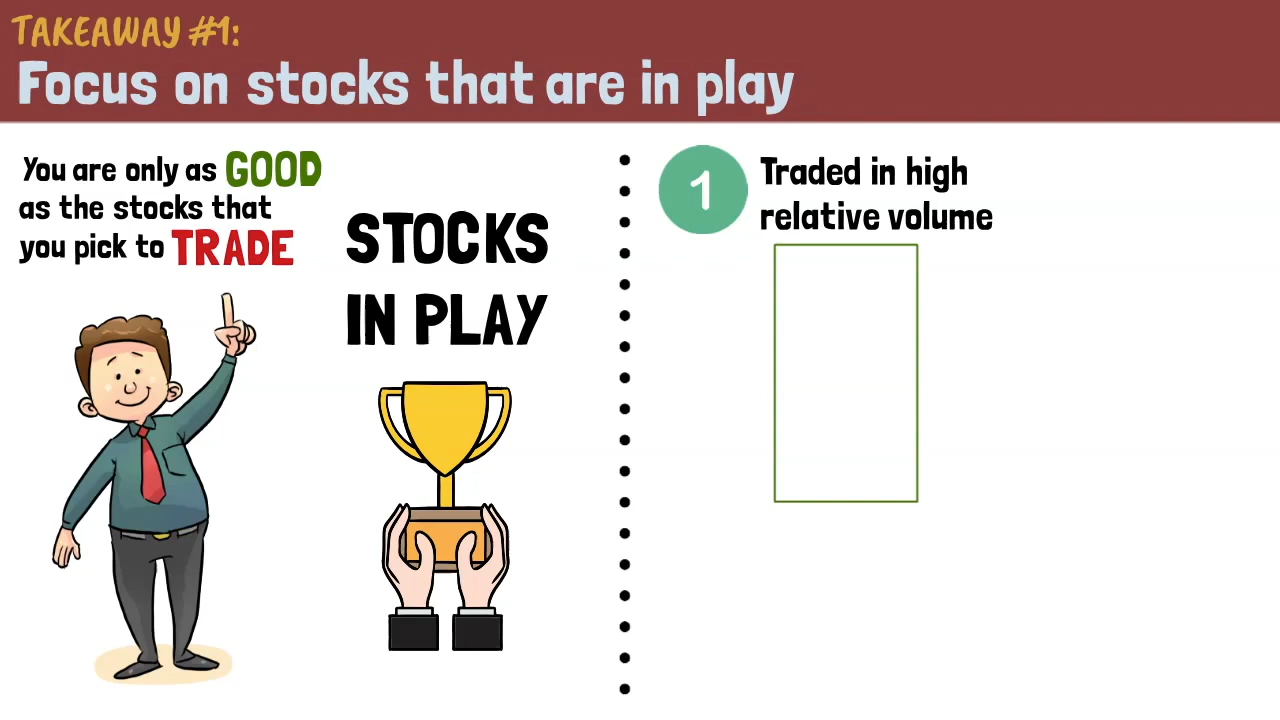 TAKEAWAY #1:
Focus on stocks that are in play
You are only as GOOD
as the stocks that
you pick to TRADE
STOCKS
IN PLAY
1
Traded in high
relative volume